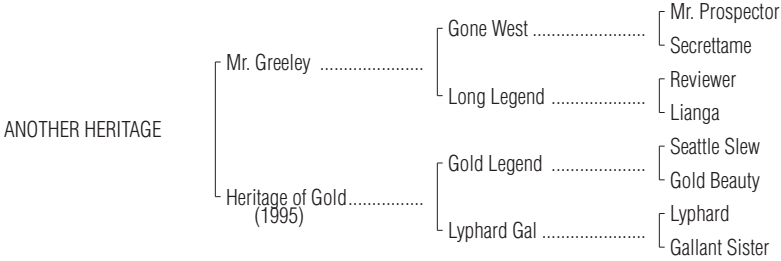 Mr. Prospector
Gone West ........................
Secrettame
Mr. Greeley ......................
Reviewer
Long Legend ....................
Lianga
ANOTHER HERITAGE
Seattle Slew
Gold Legend ....................
Gold Beauty
Heritage of Gold................
(1995)
Lyphard
Lyphard Gal ......................
Gallant Sister